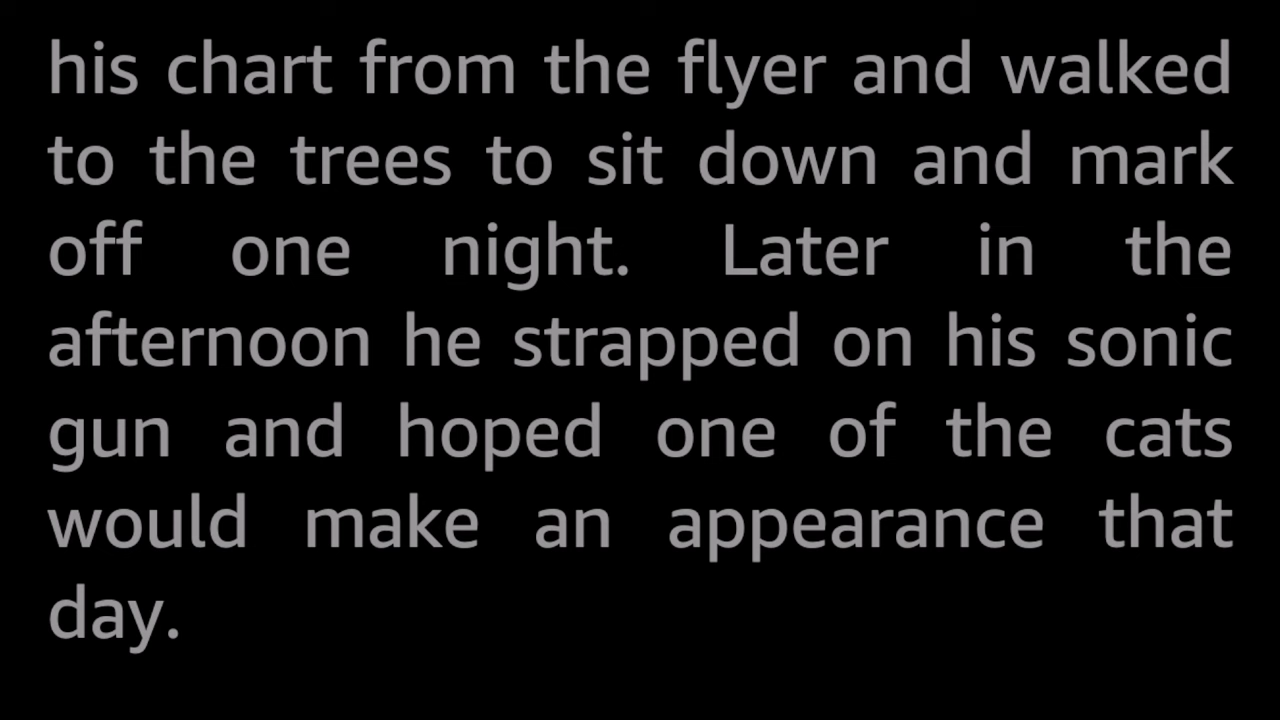 his chart from the flyer and walked
to the trees to sit down and mark
off one night. Later in the
afternoon he strapped on his sonic
gun and hoped one of the cats
would make an appearance that
day.